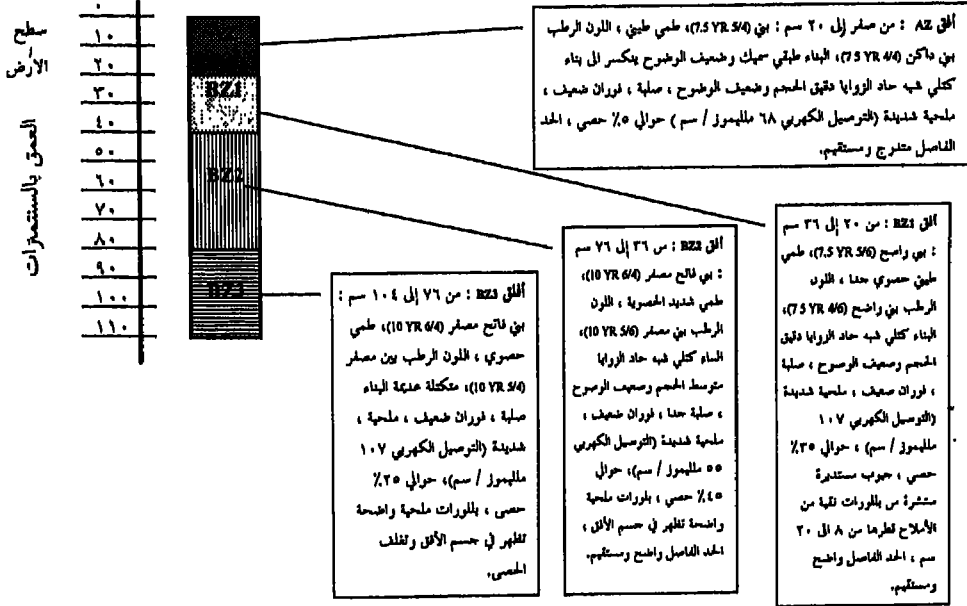 سطح
الأرض
العمق بالسنتمترات
٠
١٠
٢٠
٣٠
٤٠
٥٠
٦٠
٧٠
٨٠
٩٠
١٠٠
١١٠
BZ1
BZ2
BZ3
أفق AZ : من صفر إلى ٢٠ سم : بني (7.5 YR 5/4)، طمي طيني ، اللون الرطب
بني داكن (7.5 YR 4/4)، البناء طبقي سميك وضعيف الوضوح ينكسر الى بناء
كتلي شبه حاد الزوايا دقيق الحجم وضعيف الوضوح ، صلبة ، فوران ضعيف ،
ملحية شديدة (التوصيل الكهربي ٦٨ ملليموز / سم ) حوالي ٥٪ حصي ، الحد
الفاصل متدرج ومستقيم.
أفق BZ1 : من ٢٠ إلى ٣٦ سم
: بني واضح (7.5 YR 5/6)، طمي
طيني حصوي جدا ، اللون
الرطب بني واضح (7.5 YR 4/6)،
البناء كتلي شبه حاد الزوايا دقيق
الحجم وضعيف الوضوح ، صلبة
، فوران ضعيف ، ملحية شديدة
(التوصيل الكهربي ١٠٧
ملليموز / سم) ، حوالي ٣٥٪
حصي ، جيوب مستديرة
منتشرة من بللورات نقية من
الأملاح قطرها من ٨ الى ٢٠
سم ، الحد الفاصل واضح
ومستقيم.
أفق BZ2 : من ٣٦ إلى ٧٦ سم
: بني فاتح مصفر (10 YR 6/4)،
طمي شديد الحصوية ، اللون
الرطب بني مصفر (10 YR 5/6)،
البناء كتلي شبه حاد الزوايا
متوسط الحجم وضعيف الوضوح
، صلبة جدا ، فوران ضعيف ،
ملحية شديدة (التوصيل الكهربي
٥٥ ملليموز / سم)، حوالي
٤٥٪ حصي ، بلورات ملحية
واضحة تظهر في جسم الأفق ،
الحد الفاصل واضح ومستقيم.
أفلق BZ3 : من ٧٦ إلى ١٠٤ سم :
بني فاتح مصفر (10 YR 6/4)، طمي
حصوي ، اللون الرطب بين مصفر
(10 YR 5/4)، متكتلة عديمة البناء
صلبة ، فوران ضعيف ، ملحية ،
شديدة (التوصيل الكهربي ١٠٧
ملليموز / سم)، حوالي ٢٥٪
حصى ، بللورات ملحية واضحة
تظهر في جسم الأفق وتغلف
الحصى.